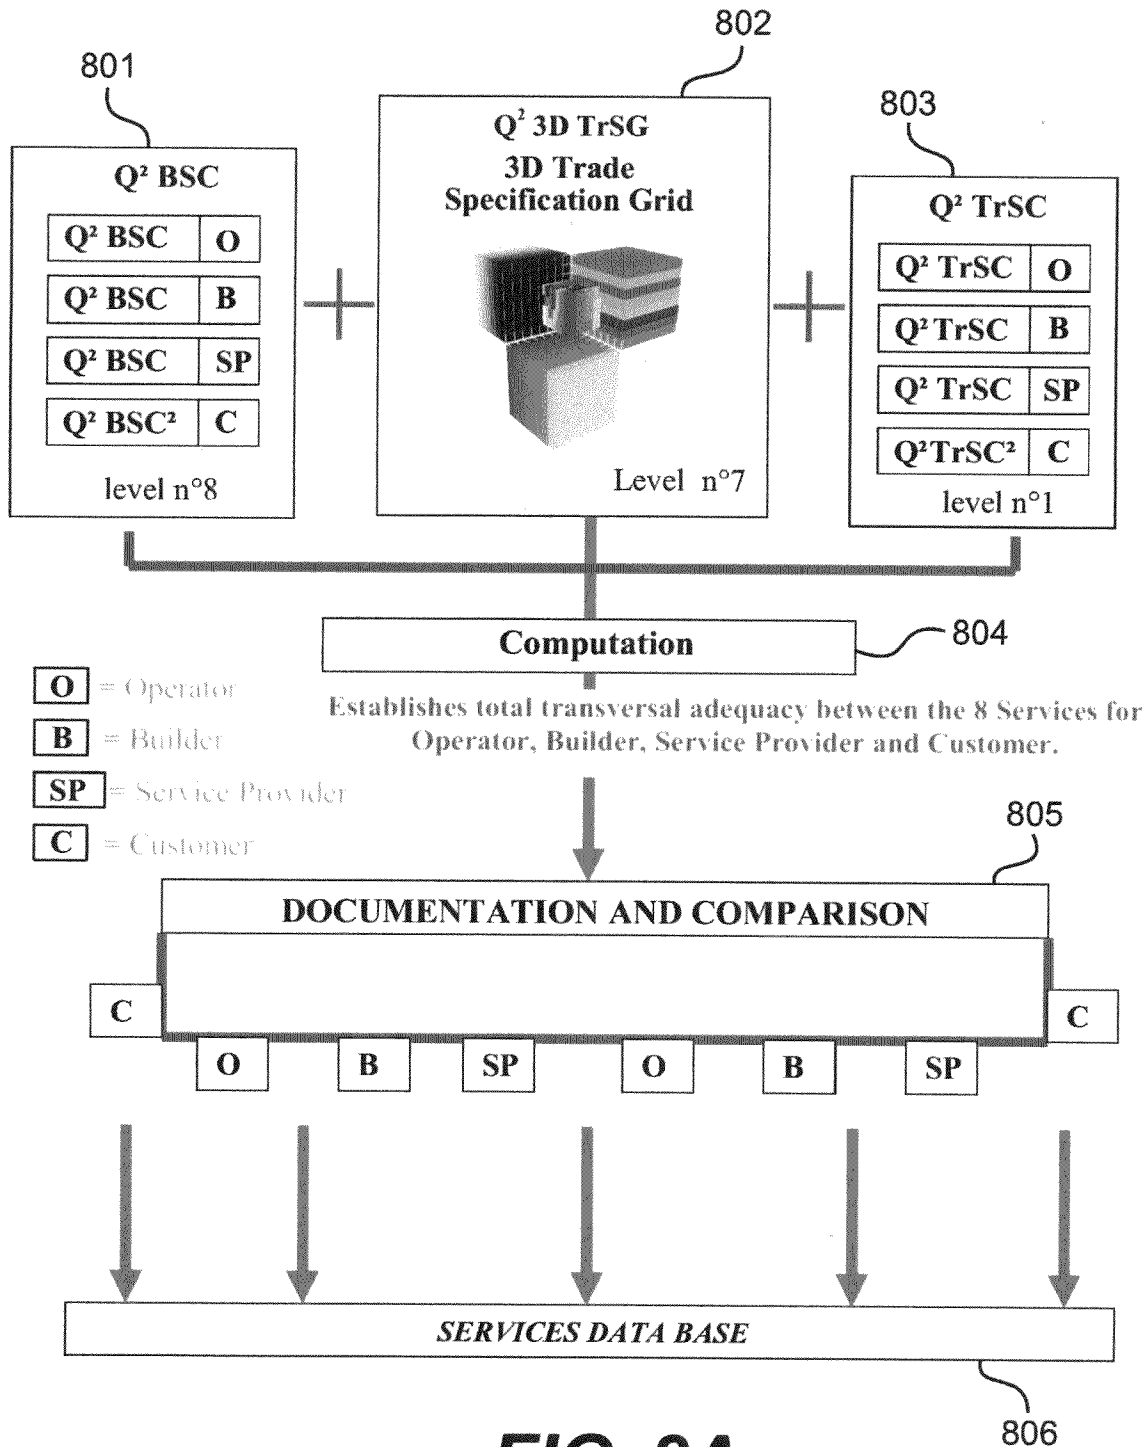 802
801
803
Q² 3D TrSG
3D Trade
Specification Grid
Level n°7
Q² BSC
Q² BSC O
Q² BSC B
Q² BSC SP
Q² BSC² C
level n°8
Q² TrSC
Q² TrSC O
Q² TrSC B
Q² TrSC SP
Q² TrSC² C
level n°1
Computation
804
O = Operator
B = Builder
SP = Service Provider
C = Customer
Establishes total transversal adequacy between the 8 Services for
Operator, Builder, Service Provider and Customer.
805
DOCUMENTATION AND COMPARISON
C C
O B SP O B SP
SERVICES DATA BASE
806